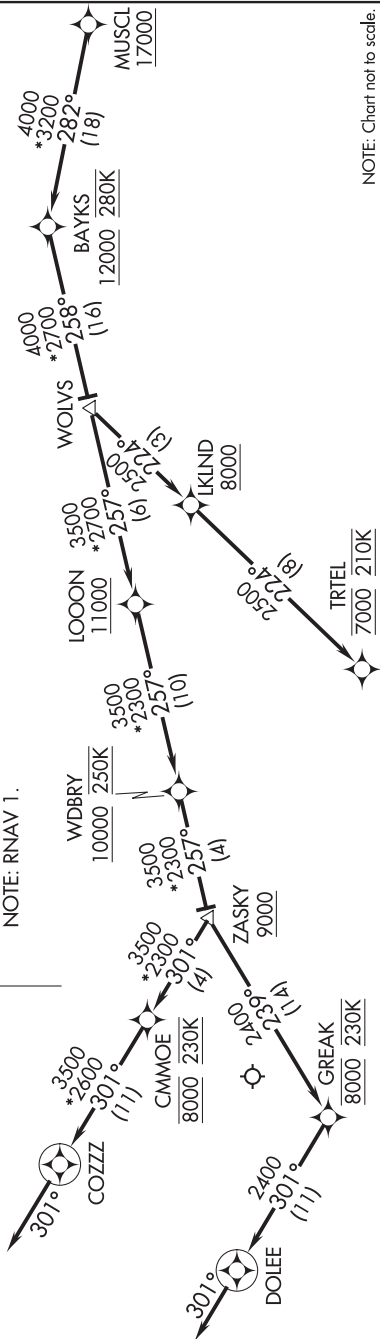 NOTE: RNAV 1.
NOTE: Chart not to scale.
MUSCL
17000
4000
*3200
282°
(18)
BAYKS
12000 280K
4000
*2700
258°
(16)
WOLVS
2500
224°
(3)
LKLND
8000
2500
224°
(8)
TRTEL
7000 210K
3500
*2700
257°
(6)
LOOON
11000
3500
*2300
257°
(10)
WDBRY
10000 250K
3500
*2300
257°
(4)
ZASKY
9000
3500
*2300
301°
(4)
CMMOE
8000 230K
3500
*2600
301°
(11)
COZZZ
301°
2400
239°
(14)
GREAK
8000 230K
2400
301°
(11)
DOLEE
301°